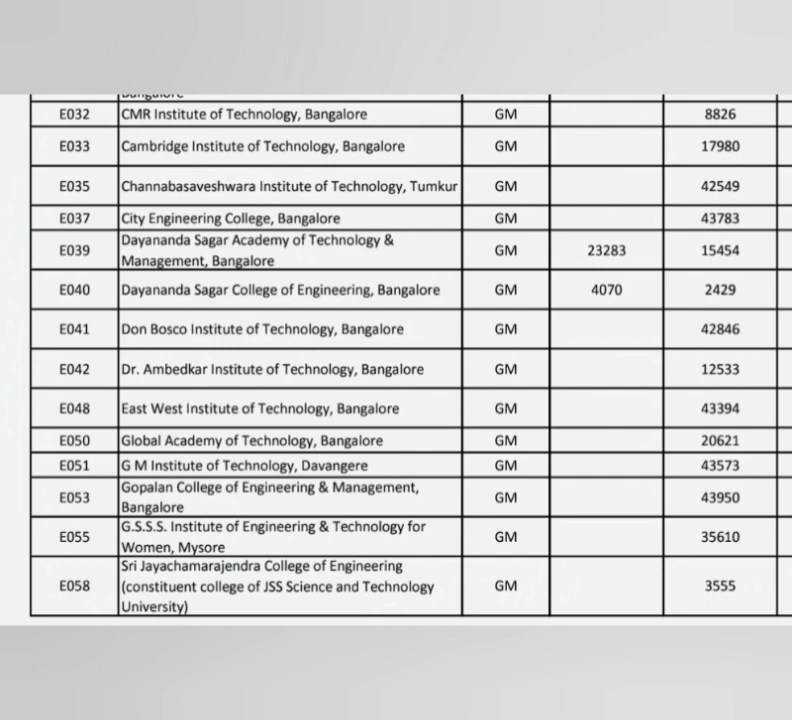 Bangalore
E032 CMR Institute of Technology, Bangalore GM 8826
E033 Cambridge Institute of Technology, Bangalore GM 17980
E035 Channabasaveshwara Institute of Technology, Tumkur GM 42549
E037 City Engineering College, Bangalore GM 43783
Dayananda Sagar Academy of Technology &
E039 Management, Bangalore GM 23283 15454
E040 Dayananda Sagar College of Engineering, Bangalore GM 4070 2429
E041 Don Bosco Institute of Technology, Bangalore GM 42846
E042 Dr. Ambedkar Institute of Technology, Bangalore GM 12533
E048 East West Institute of Technology, Bangalore GM 43394
E050 Global Academy of Technology, Bangalore GM 20621
E051 G M Institute of Technology, Davangere GM 43573
Gopalan College of Engineering & Management,
E053 Bangalore GM 43950
G.S.S.S. Institute of Engineering & Technology for
E055 Women, Mysore GM 35610
Sri Jayachamarajendra College of Engineering
E058 (constituent college of JSS Science and Technology GM 3555
University)